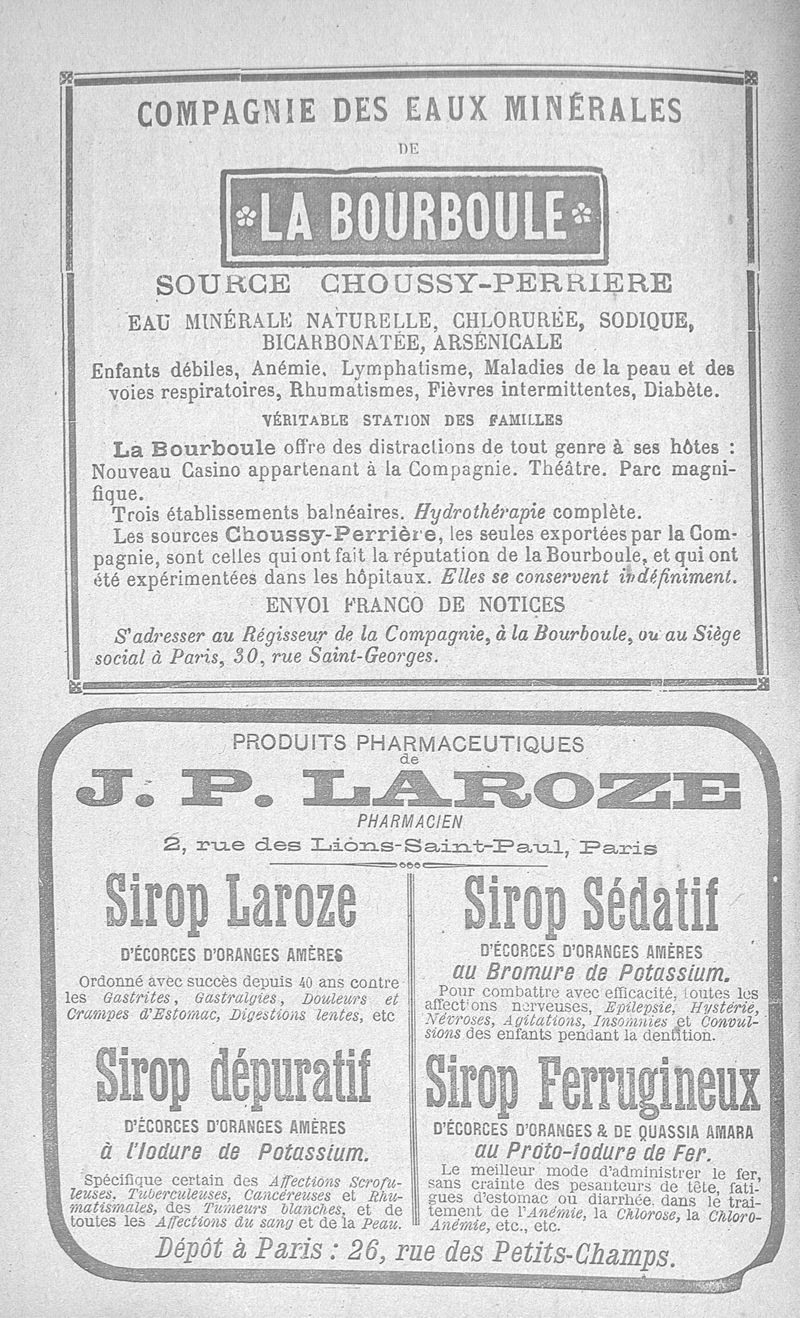 COMPAGNIE DES EAUX MINÉRALES
DE
LA BOURBOULE
SOURCE CHOUSSY-PERRIERE
EAU MINÉRALE NATURELLE, CHLORURÉE, SODIQUE,
BICARBONATÉE, ARSÉNICALE
Enfants débiles, Anémie, Lymphatisme, Maladies de la peau et des
voies respiratoires, Rhumatismes, Fièvres intermittentes, Diabète.
VÉRITABLE STATION DES FAMILLES
La Bourboule offre des distractions de tout genre à ses hôtes :
Nouveau Casino appartenant à la Compagnie. Théâtre. Parc magni-
fique.
Trois établissements balnéaires. Hydrothérapie complète.
Les sources Choussy-Perrière, les seules exportées par la Com-
pagnie, sont celles qui ont fait la réputation de la Bourboule, et qui ont
été expérimentées dans les hôpitaux. Elles se conservent indéfiniment.
ENVOI FRANCO DE NOTICES
S'adresser au Régisseur de la Compagnie, à la Bourboule, ou au Siège
social à Paris, 30, rue Saint-Georges.
PRODUITS PHARMACEUTIQUES
de
J. P. LAROZE
PHARMACIEN
2, rue des Lions-Saint-Paul, Paris
Sirop Laroze
D'ÉCORCES D'ORANGES AMÈRES
Ordonné avec succès depuis 40 ans contre
les Gastrites, Gastralgies, Douleurs et
Crampes d'Estomac, Digestions lentes, etc
Sirop Sédatif
D'ÉCORCES D'ORANGES AMÈRES
au Bromure de Potassium.
Pour combattre avec efficacité, toutes les
affections nerveuses, Epilepsie, Hystérie,
Névroses, Agitations, Insomnies et Convul-
sions des enfants pendant la dentition.
Sirop dépuratif
D'ÉCORCES D'ORANGES AMÈRES
à l'Iodure de Potassium.
Spécifique certain des Affections Scrofu-
leuses, Tuberculeuses, Cancéreuses et Rhu-
matismales, des Tumeurs blanches, et de
toutes les Affections du sang et de la Peau.
Sirop Ferrugineux
D'ÉCORCES D'ORANGES & DE QUASSIA AMARA
au Proto-iodure de Fer.
Le meilleur mode d'administrer le fer,
sans crainte des pesanteurs de tête, fati-
gues d'estomac ou diarrhée, dans le trai-
tement de l'Anémie, la Chlorose, la Chloro-
Anémie, etc., etc.
Dépôt à Paris : 26, rue des Petits-Champs.